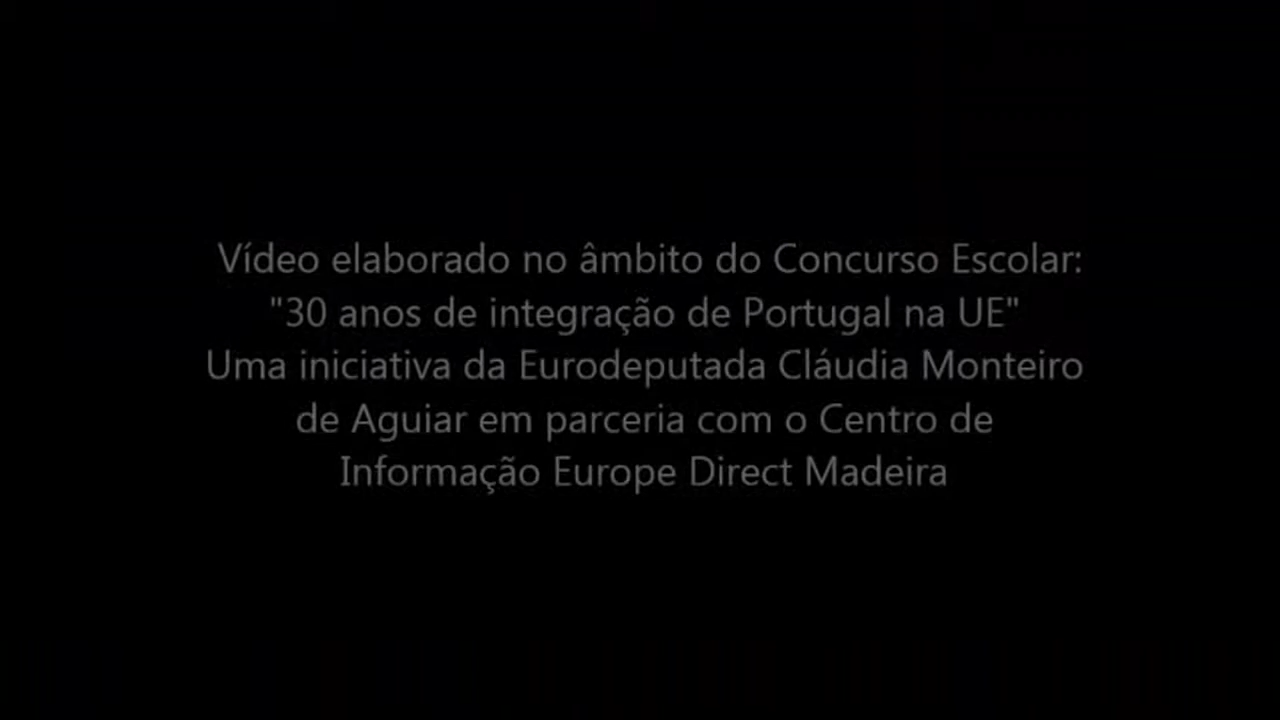 Vídeo elaborado no âmbito do Concurso Escolar:
"30 anos de integração de Portugal na UE"
Uma iniciativa da Eurodeputada Cláudia Monteiro
de Aguiar em parceria com o Centro de
Informação Europe Direct Madeira